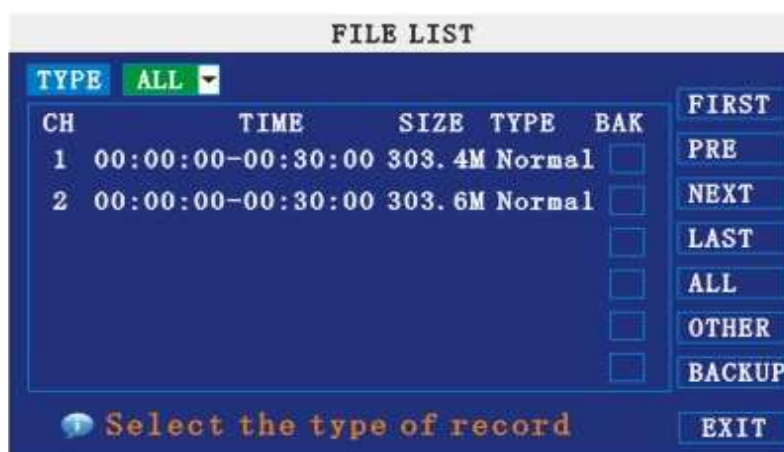 FILE LIST
TYPE ALL
CH TIME SIZE TYPE BAK
1 00:00:00-00:30:00 303.4M Normal
2 00:00:00-00:30:00 303.6M Normal
FIRST
PRE
NEXT
LAST
ALL
OTHER
BACKUP
Select the type of record
EXIT